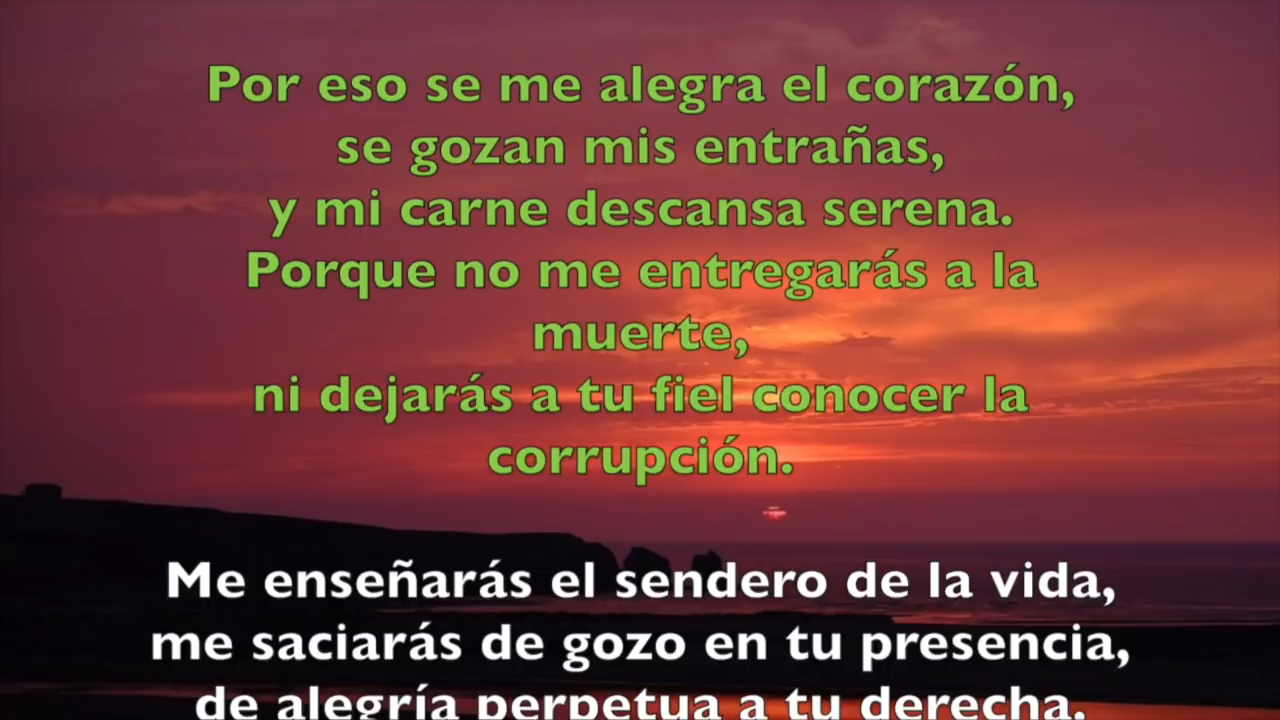 Por eso se me alegra el corazón,
se gozan mis entrañas,
y mi carne descansa serena.
Porque no me entregarás a la
muerte,
ni dejarás a tu fiel conocer la
corrupción.
Me enseñarás el sendero de la vida,
me saciarás de gozo en tu presencia,
de alegría perpetua a tu derecha.